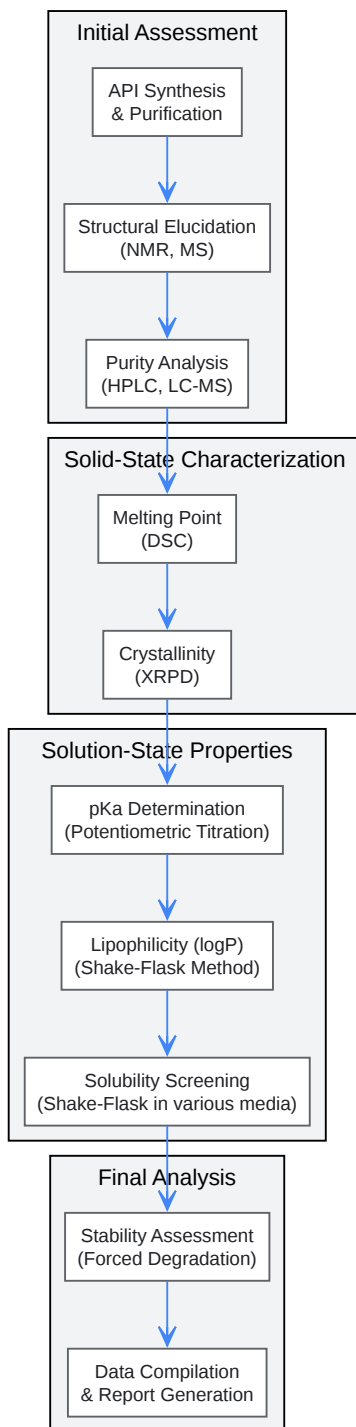 Initial Assessment
API Synthesis
& Purification
Structural Elucidation
(NMR, MS)
Purity Analysis
(HPLC, LC-MS)
Solid-State Characterization
Melting Point
(DSC)
Crystallinity
(XRPD)
Solution-State Properties
pKa Determination
(Potentiometric Titration)
Lipophilicity (logP)
(Shake-Flask Method)
Solubility Screening
(Shake-Flask in various media)
Final Analysis
Stability Assessment
(Forced Degradation)
Data Compilation
& Report Generation